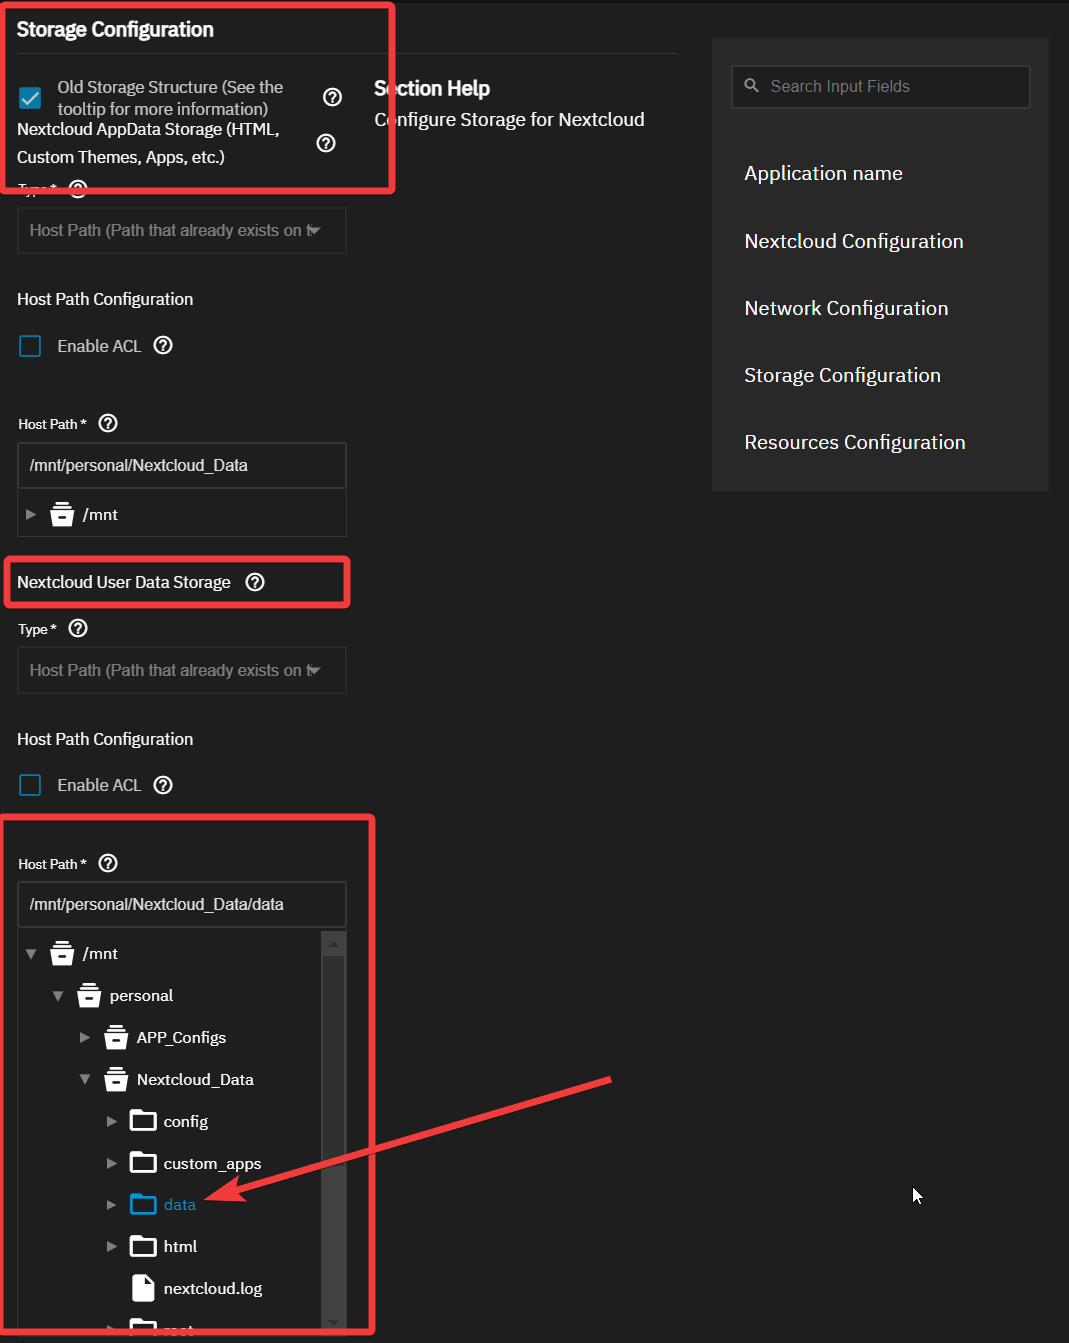 Storage Configuration
Old Storage Structure (See the
tooltip for more information)
Nextcloud AppData Storage (HTML,
Custom Themes, Apps, etc.)
Type *
Host Path (Path that already exists on t
Host Path Configuration
Enable ACL
Host Path *
/mnt/personal/Nextcloud_Data
/mnt
Nextcloud User Data Storage
Type *
Host Path (Path that already exists on t
Host Path Configuration
Enable ACL
Host Path *
/mnt/personal/Nextcloud_Data/data
/mnt
personal
APP_Configs
Nextcloud_Data
config
custom_apps
data
html
nextcloud.log
Section Help
Configure Storage for Nextcloud
Search Input Fields
Application name
Nextcloud Configuration
Network Configuration
Storage Configuration
Resources Configuration